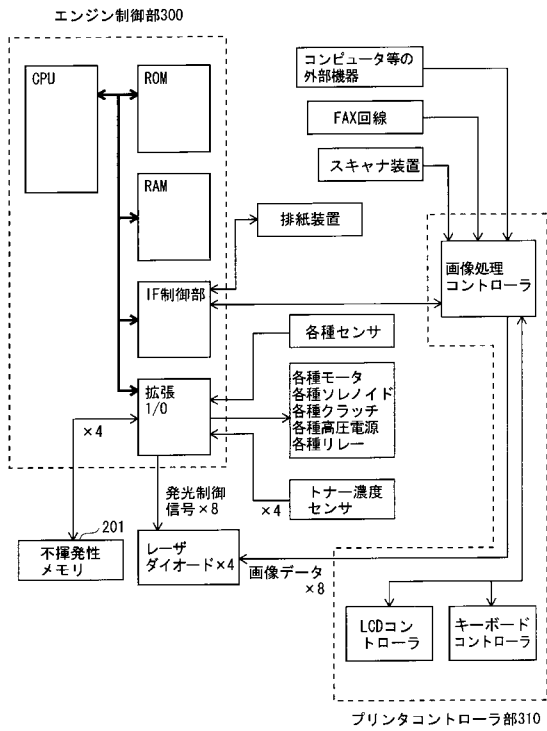 エンジン制御部300
CPU
ROM
RAM
IF制御部
拡張
I/O
コンピュータ等の
外部機器
FAX回線
スキャナ装置
排紙装置
画像処理
コントローラ
各種センサ
各種モータ
各種ソレノイド
各種クラッチ
各種高圧電源
各種リレー
×4
トナー濃度
センサ
×4
発光制御
信号×8
201
不揮発性
メモリ
レーザ
ダイオード×4
画像データ
×8
LCDコン
トローラ
キーボード
コントローラ
プリンタコントローラ部310